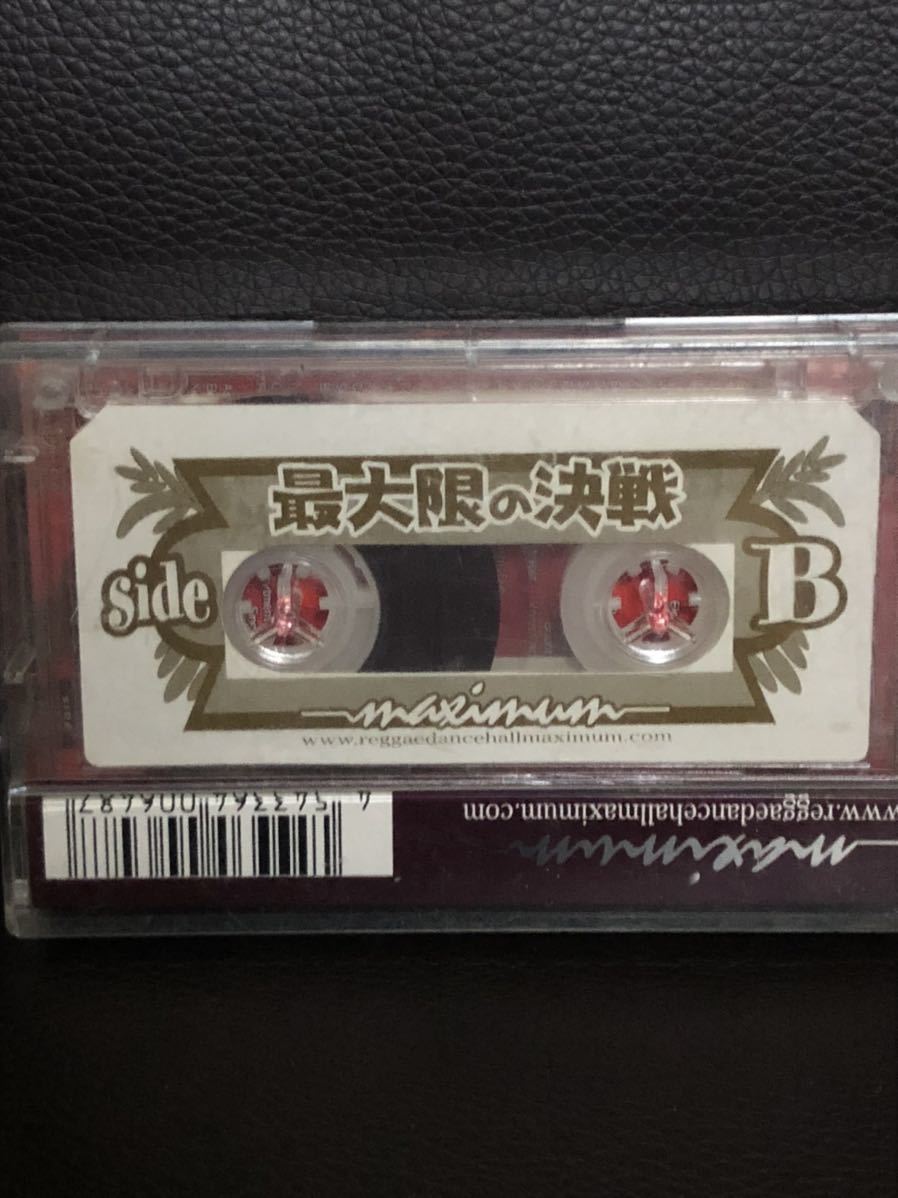 最大限の決戦
side B
maximum
www.reggaedancehallmaximum.com
www.reggaedancehallmaximum.com
maximum